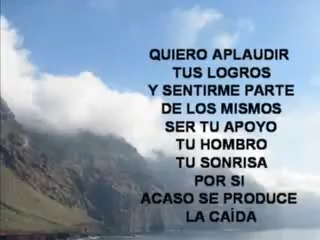 QUIERO APLAUDIR
TUS LOGROS
Y SENTIRME PARTE
DE LOS MISMOS
SER TU APOYO
TU HOMBRO
TU SONRISA
POR SI
ACASO SE PRODUCE
LA CAÍDA